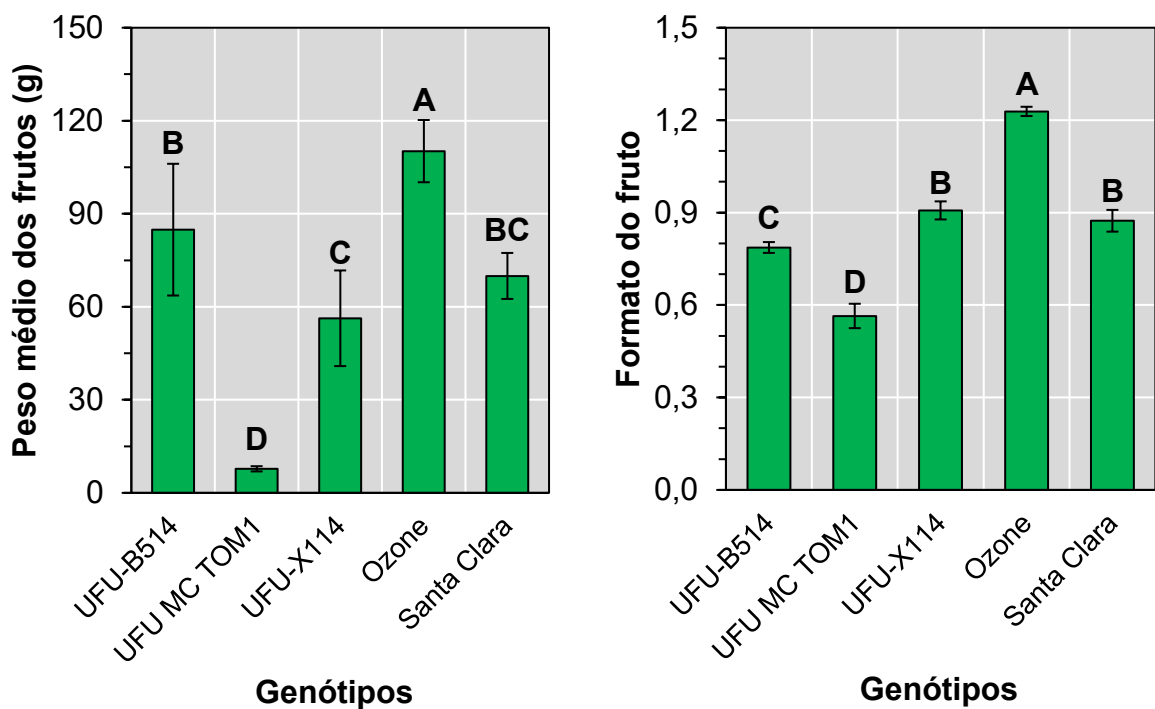 Peso médio dos frutos (g)
150
120
90
60
30
0
B
D
C
A
BC
UFU-B514
UFU MC TOM1
UFU-X114
Ozone
Santa Clara
Genótipos
Formato do fruto
1,5
1,2
0,9
0,6
0,3
0,0
C
D
B
A
B
UFU-B514
UFU MC TOM1
UFU-X114
Ozone
Santa Clara
Genótipos